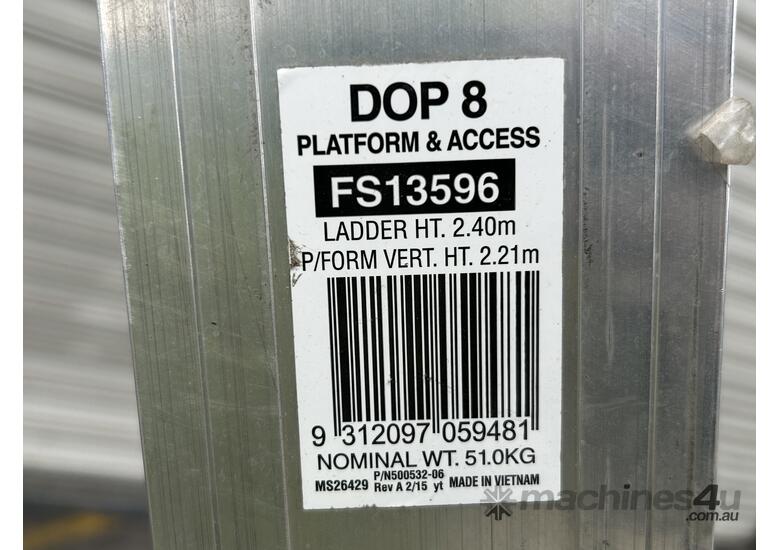 DOP 8
PLATFORM & ACCESS
FS13596
LADDER HT. 2.40m
P/FORM VERT. HT. 2.21m
9 312097 059481
NOMINAL WT. 51.0KG
P/N500532-06
MS26429 Rev A 2/15 yt MADE IN VIETNAM
machines4u
.com.au